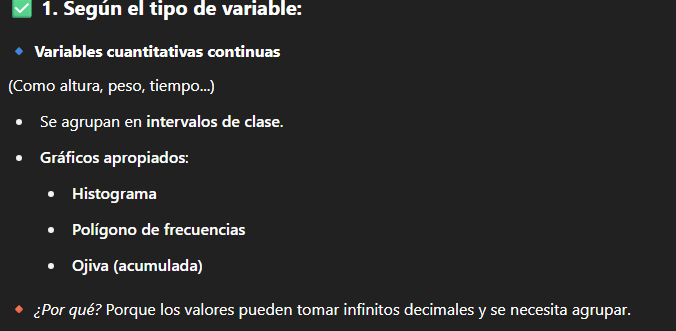 ✅ 1. Según el tipo de variable:
🔹 Variables cuantitativas continuas
(Como altura, peso, tiempo...)
• Se agrupan en intervalos de clase.
• Gráficos apropiados:
• Histograma
• Polígono de frecuencias
• Ojiva (acumulada)
🔸 ¿Por qué? Porque los valores pueden tomar infinitos decimales y se necesita agrupar.